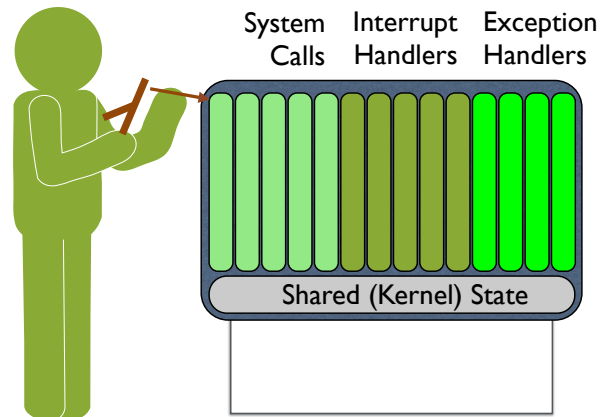 System Calls
Interrupt Handlers
Exception Handlers
Shared (Kernel) State